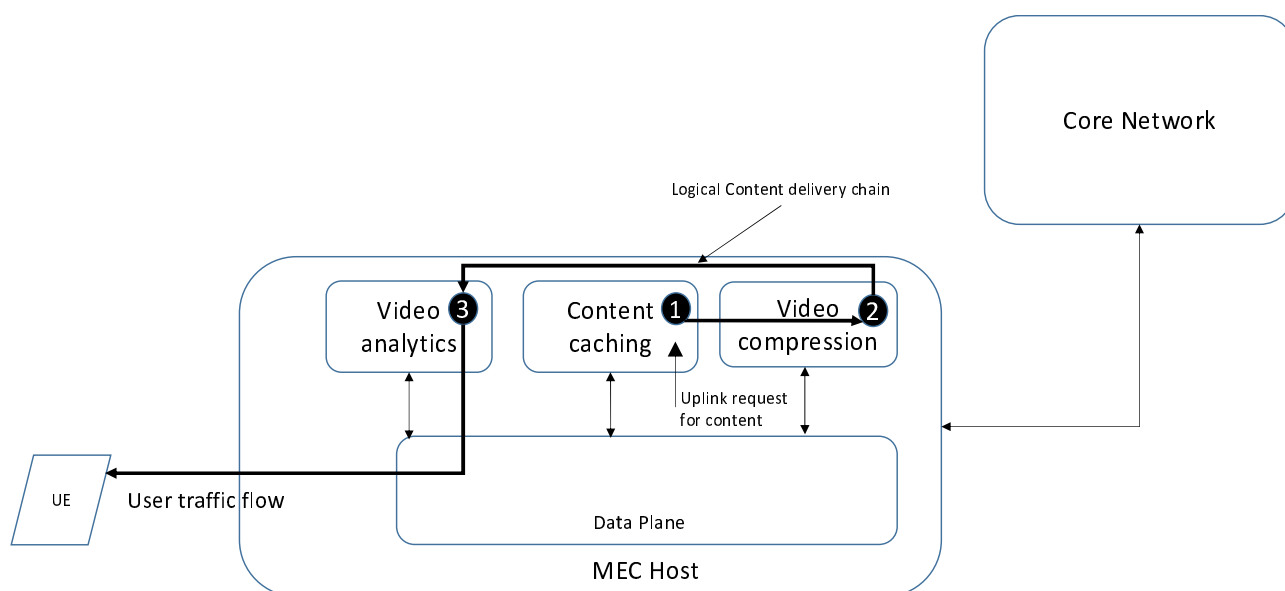 Core Network
Logical Content delivery chain
Video
analytics
3
Content
caching
1
Video
compression
2
Uplink request
for content
UE
User traffic flow
Data Plane
MEC Host